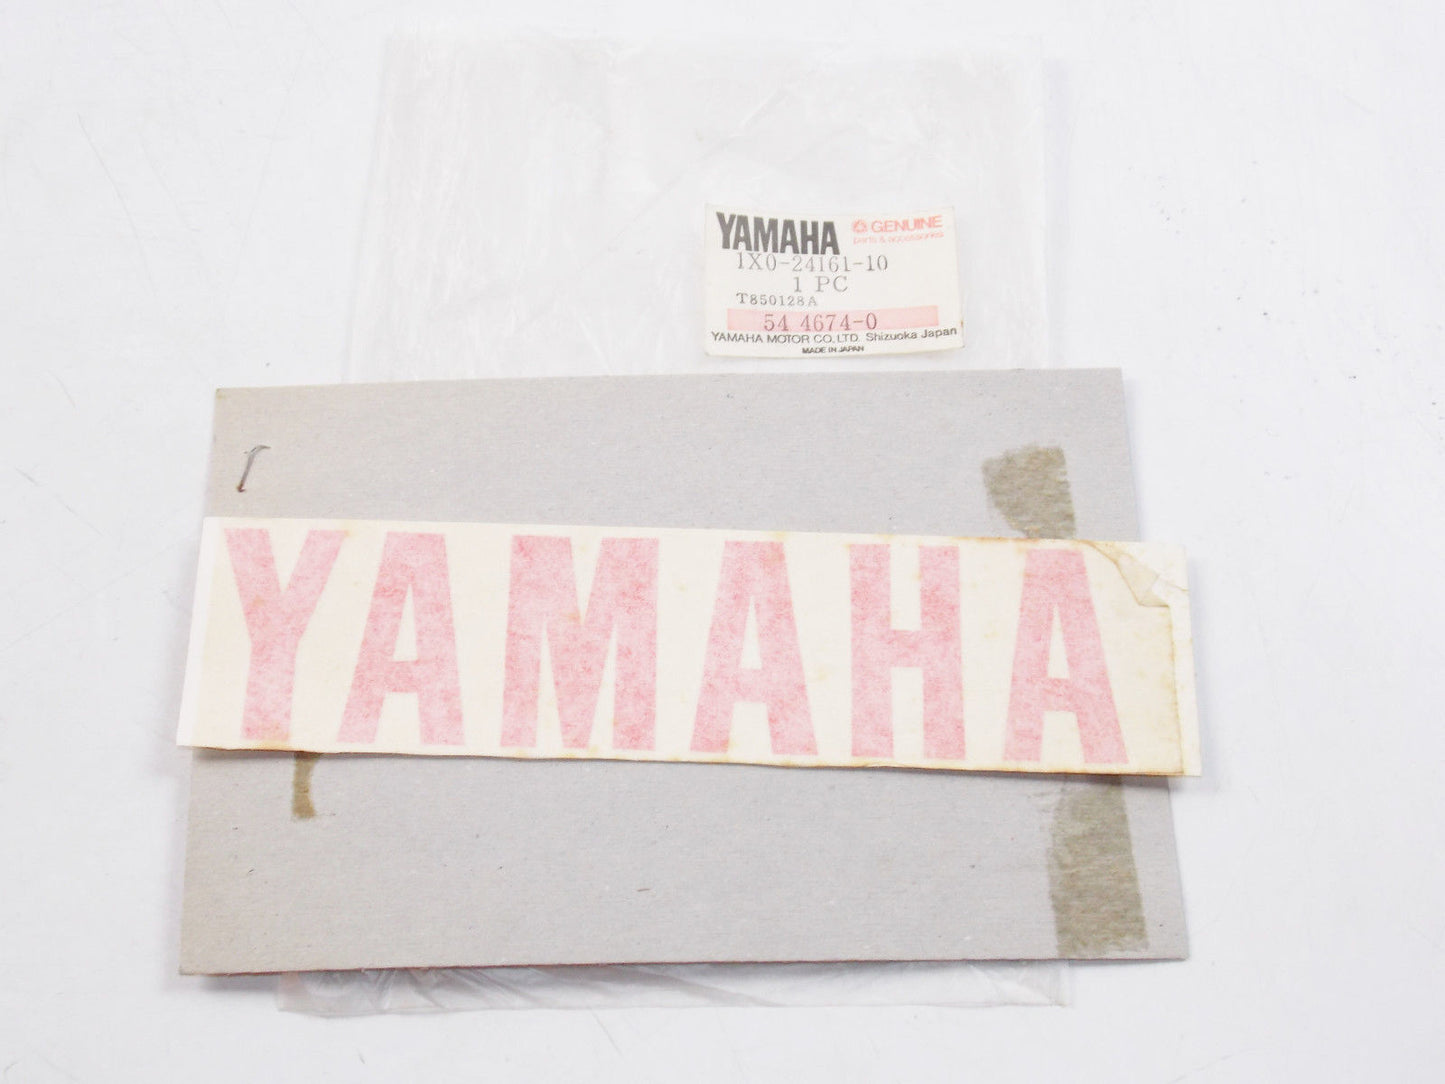 YAMAHA GENUINE
parts & accessories
1X0-24161-10
1 PC
T850128A
54 4674-0
YAMAHA MOTOR CO. LTD. Shizuoka Japan
MADE IN JAPAN
YAMAHA